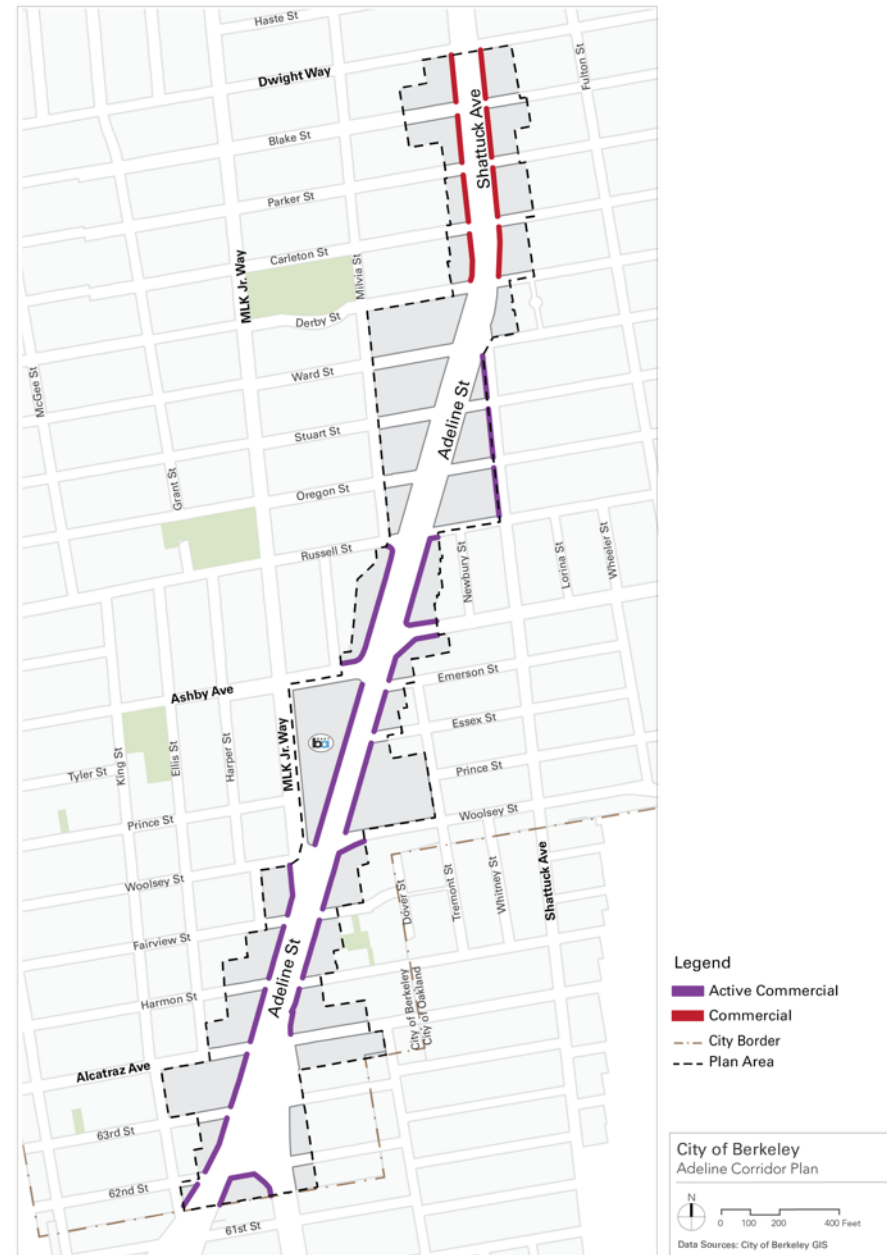 Haste St
Dwight Way
Fulton St
Shattuck Ave
Blake St
Parker St
Carleton St
MLK Jr. Way
Milvia St
Derby St
McGee St
Ward St
Adeline St
Stuart St
Grant St
Oregon St
Russell St
Newbury St
Lorina St
Wheeler St
Ashby Ave
Emerson St
Essex St
King St
Ellis St
Harper St
MLK Jr. Way
ba
Tyler St
Prince St
Prince St
Woolsey St
Woolsey St
Dover St
Tremont St
Whitney St
Shattuck Ave
Fairview St
Adeline St
Harmon St
City of Berkeley
City of Oakland
Alcatraz Ave
63rd St
62nd St
61st St
Legend
Active Commercial
Commercial
City Border
Plan Area
City of Berkeley
Adeline Corridor Plan
N
0 100 200 400 Feet
Data Sources: City of Berkeley GIS